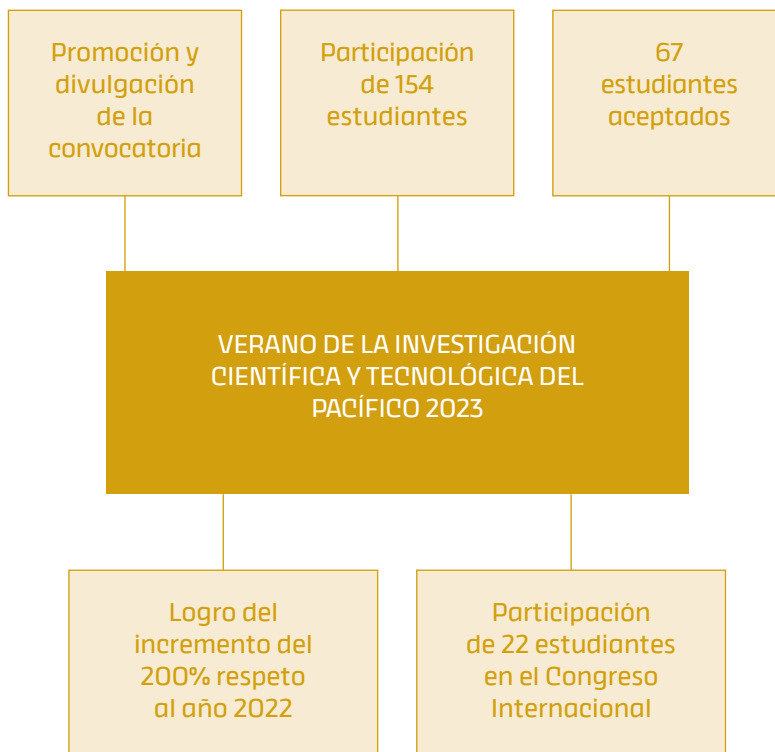 Promoción y
divulgación
de la
convocatoria
Participación
de 154
estudiantes
67
estudiantes
aceptados
VERANO DE LA INVESTIGACIÓN
CIENTÍFICA Y TECNOLÓGICA DEL
PACÍFICO 2023
Logro del
incremento del
200% respeto
al año 2022
Participación
de 22 estudiantes
en el Congreso
Internacional